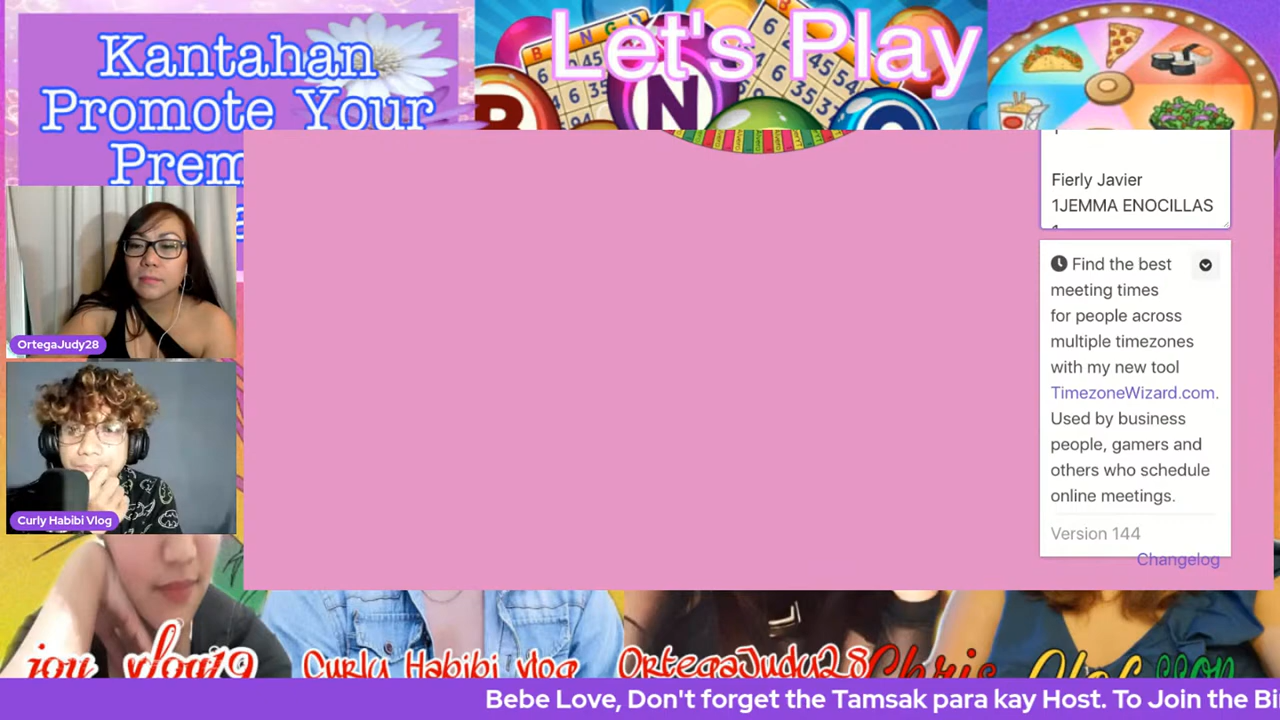 Kantahan
Promote Your
Prem
Let's Play
B I N G
N
Fierly Javier
1JEMMA ENOCILLAS
Find the best
meeting times
for people across
multiple timezones
with my new tool
TimezoneWizard.com.
Used by business
people, gamers and
others who schedule
online meetings.
Version 144
Changelog
OrtegaJudy28
Curly Habibi Vlog
joy vlog19
Curly Habibi vlog
OrtegaJudy28
Chris
Bebe Love, Don't forget the Tamsak para kay Host. To Join the Bi